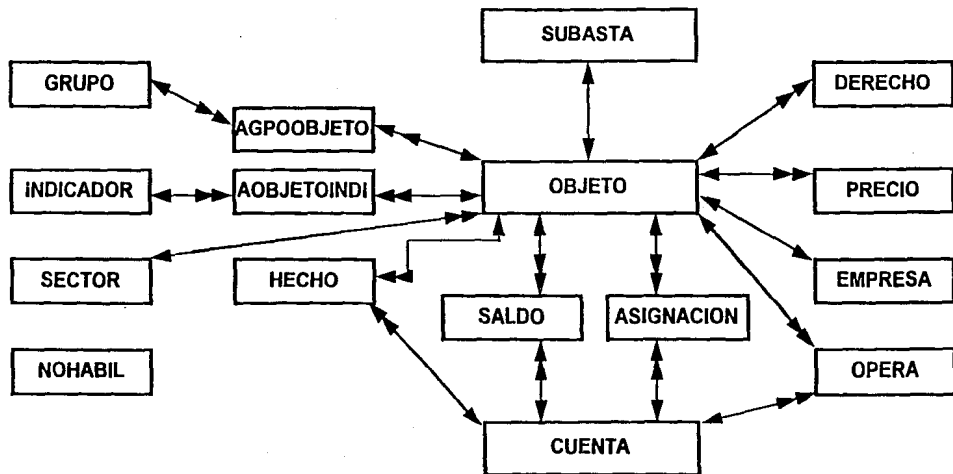 SUBASTA
GRUPO
DERECHO
AGPOOBJETO
INDICADOR
AOBJETOINDI
OBJETO
PRECIO
SECTOR
HECHO
EMPRESA
SALDO
ASIGNACION
NOHABIL
OPERA
CUENTA